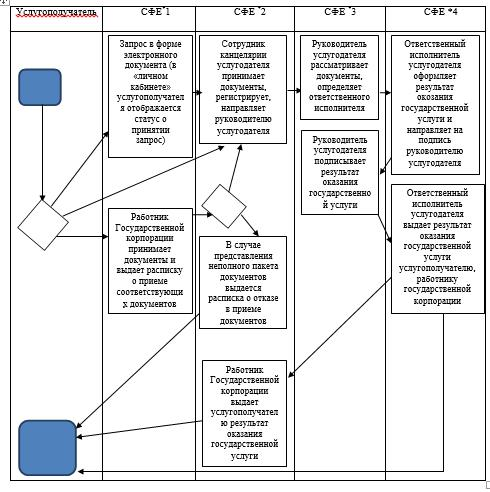 Услугополучатель
СФЕ *1
СФЕ *2
СФЕ *3
СФЕ *4
Запрос в форме
электронного
документа (в
«личном
кабинете»
услугополучател
я отображается
статус о
принятии
запрос)
Сотрудник
канцелярии
услугодателя
принимает
документы,
регистрирует,
направляет
руководителю
услугодателя
Руководитель
услугодателя
рассматривает
документы,
определяет
ответственного
исполнителя
Ответственный
исполнитель
услугодателя
оформляет
результат
оказания
государственной
услуги и
направляет на
подпись
руководителю
услугодателя
Руководитель
услугодателя
подписывает
результат
оказания
государственно
й услуги
Работник
Государственной
корпорации
принимает
документы и
выдает расписку
о приеме
соответствующи
х документов
В случае
представления
неполного пакета
документов
выдается
расписка о отказе
в приеме
документов
Ответственный
исполнитель
услугодателя
выдает результат
оказания
государственной
услуги
услугополучателю,
работнику
государственной
корпорации
Работник
Государственной
корпорации
выдает
услугополучател
ю результат
оказания
государственной
услуги